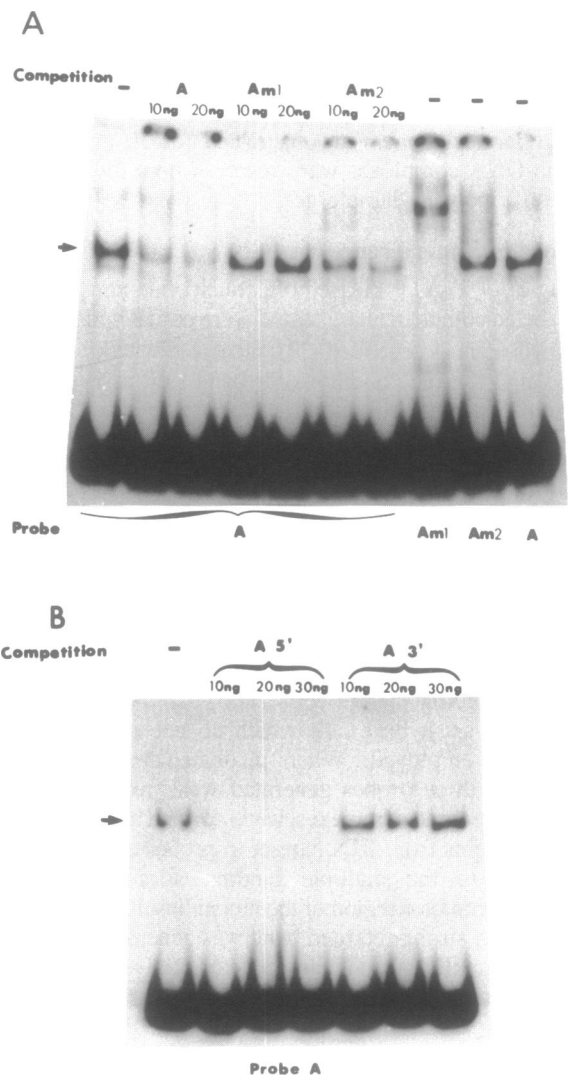 A
Competition - A Am1 Am2 - - -
10ng 20ng 10ng 20ng 10ng 20ng
Probe A Am1 Am2 A
B
Competition - A 5' A 3'
10ng 20ng 30ng 10ng 20ng 30ng
Probe A